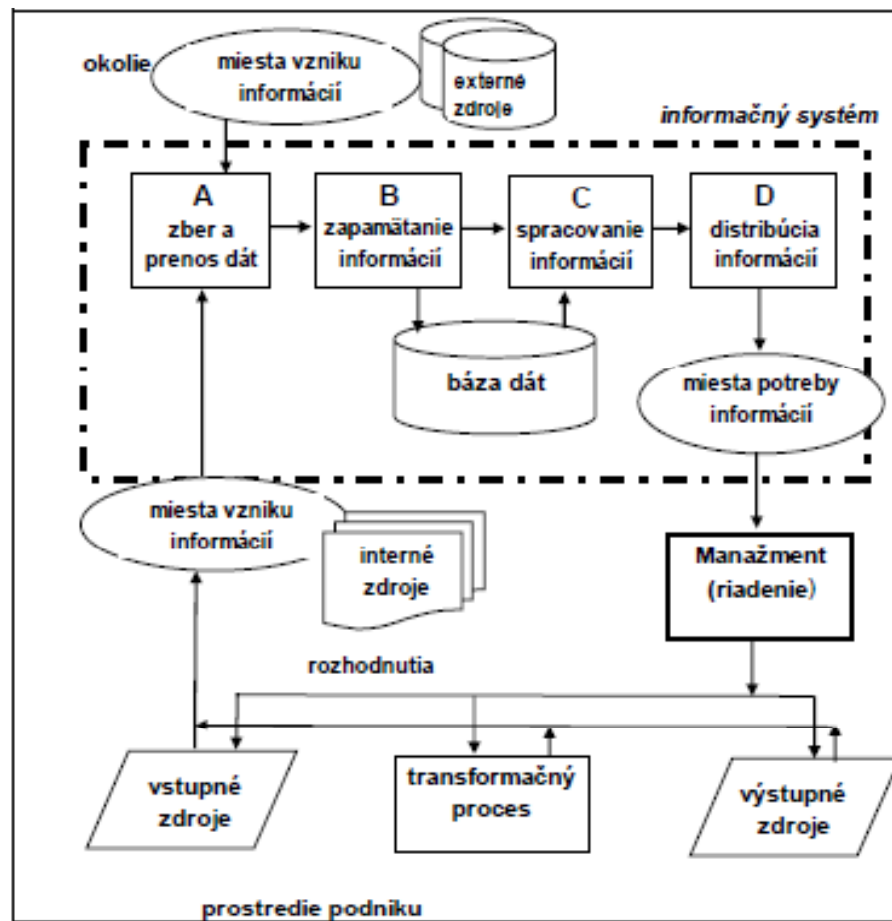 okolie
miesta vzniku
informácií
externé
zdroje
informačný systém
A
zber a
prenos dát
B
zapamätanie
informácií
C
spracovanie
informácií
D
distribúcia
informácií
báza dát
miesta potreby
informácií
miesta vzniku
informácií
interné
zdroje
Manažment
(riadenie)
rozhodnutia
vstupné
zdroje
transformačný
proces
výstupné
zdroje
prostredie podniku